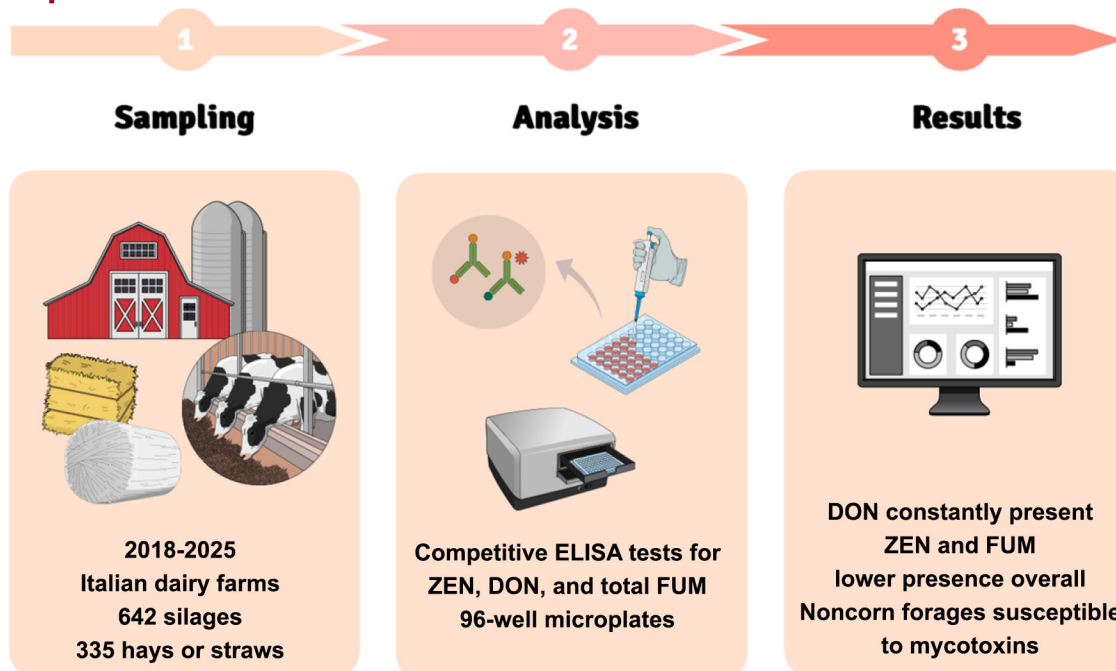 1
2
3
Sampling
Analysis
Results
2018-2025
Italian dairy farms
642 silages
335 hays or straws
Competitive ELISA tests for
ZEN, DON, and total FUM
96-well microplates
DON constantly present
ZEN and FUM
lower presence overall
Noncorn forages susceptible
to mycotoxins